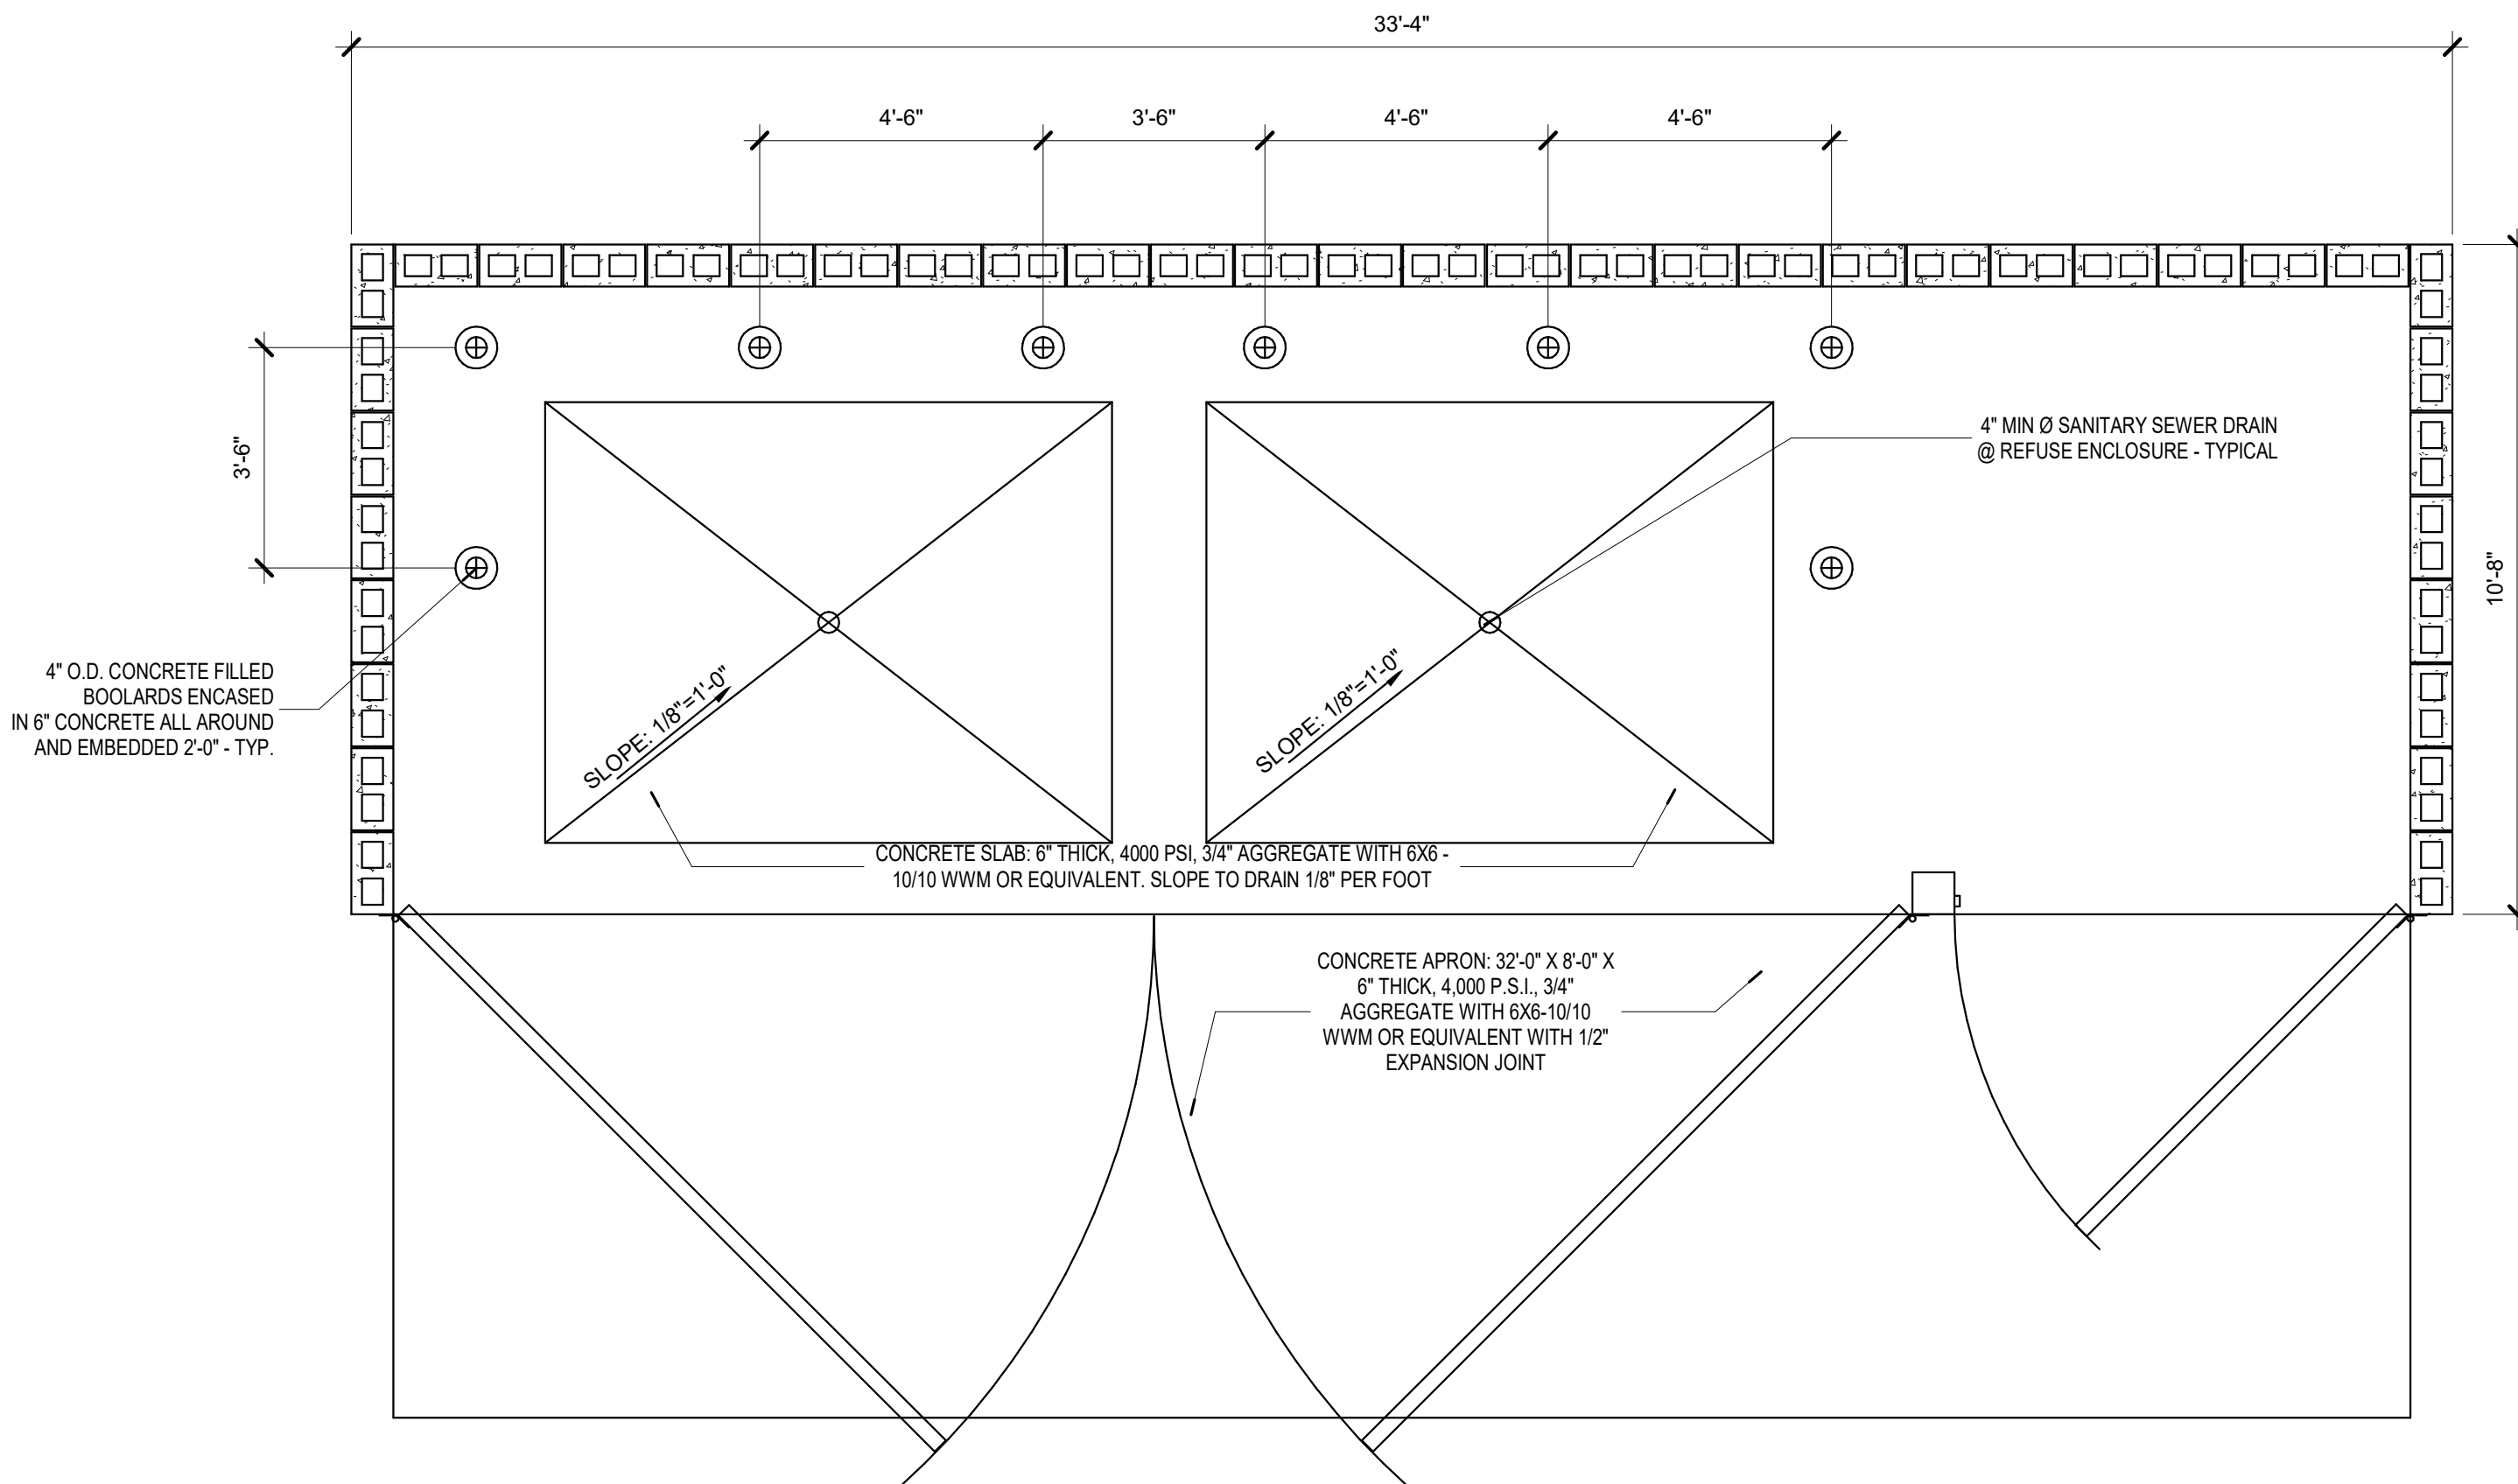 33'-4"
4'-6"
3'-6"
4'-6"
4'-6"
3'-6"
10'-8"
4" MIN Ø SANITARY SEWER DRAIN
@ REFUSE ENCLOSURE - TYPICAL
4" O.D. CONCRETE FILLED
BOOLARDS ENCASED
IN 6" CONCRETE ALL AROUND
AND EMBEDDED 2'-0" - TYP.
SLOPE: 1/8"=1'-0"
SLOPE: 1/8"=1'-0"
CONCRETE SLAB: 6" THICK, 4000 PSI, 3/4" AGGREGATE WITH 6X6 -
10/10 WWM OR EQUIVALENT. SLOPE TO DRAIN 1/8" PER FOOT
CONCRETE APRON: 32'-0" X 8'-0" X
6" THICK, 4,000 P.S.I., 3/4"
AGGREGATE WITH 6X6-10/10
WWM OR EQUIVALENT WITH 1/2"
EXPANSION JOINT